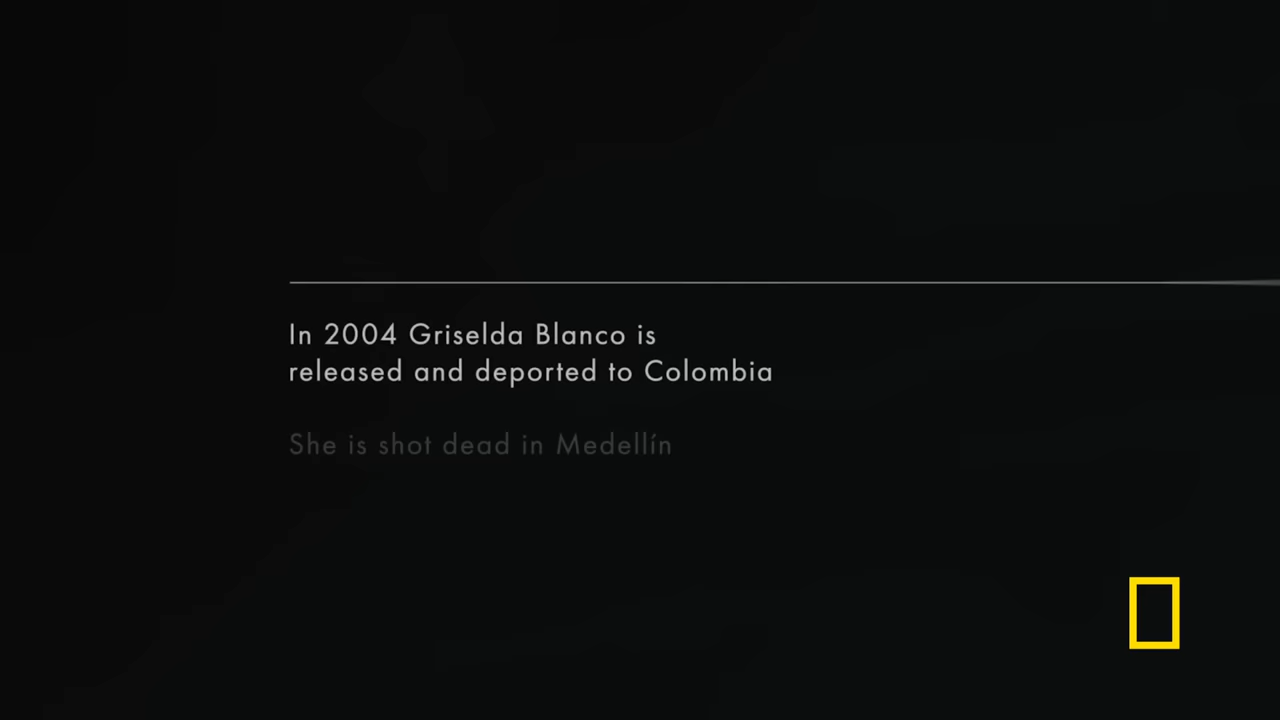 In 2004 Griselda Blanco is
released and deported to Colombia
She is shot dead in Medellín